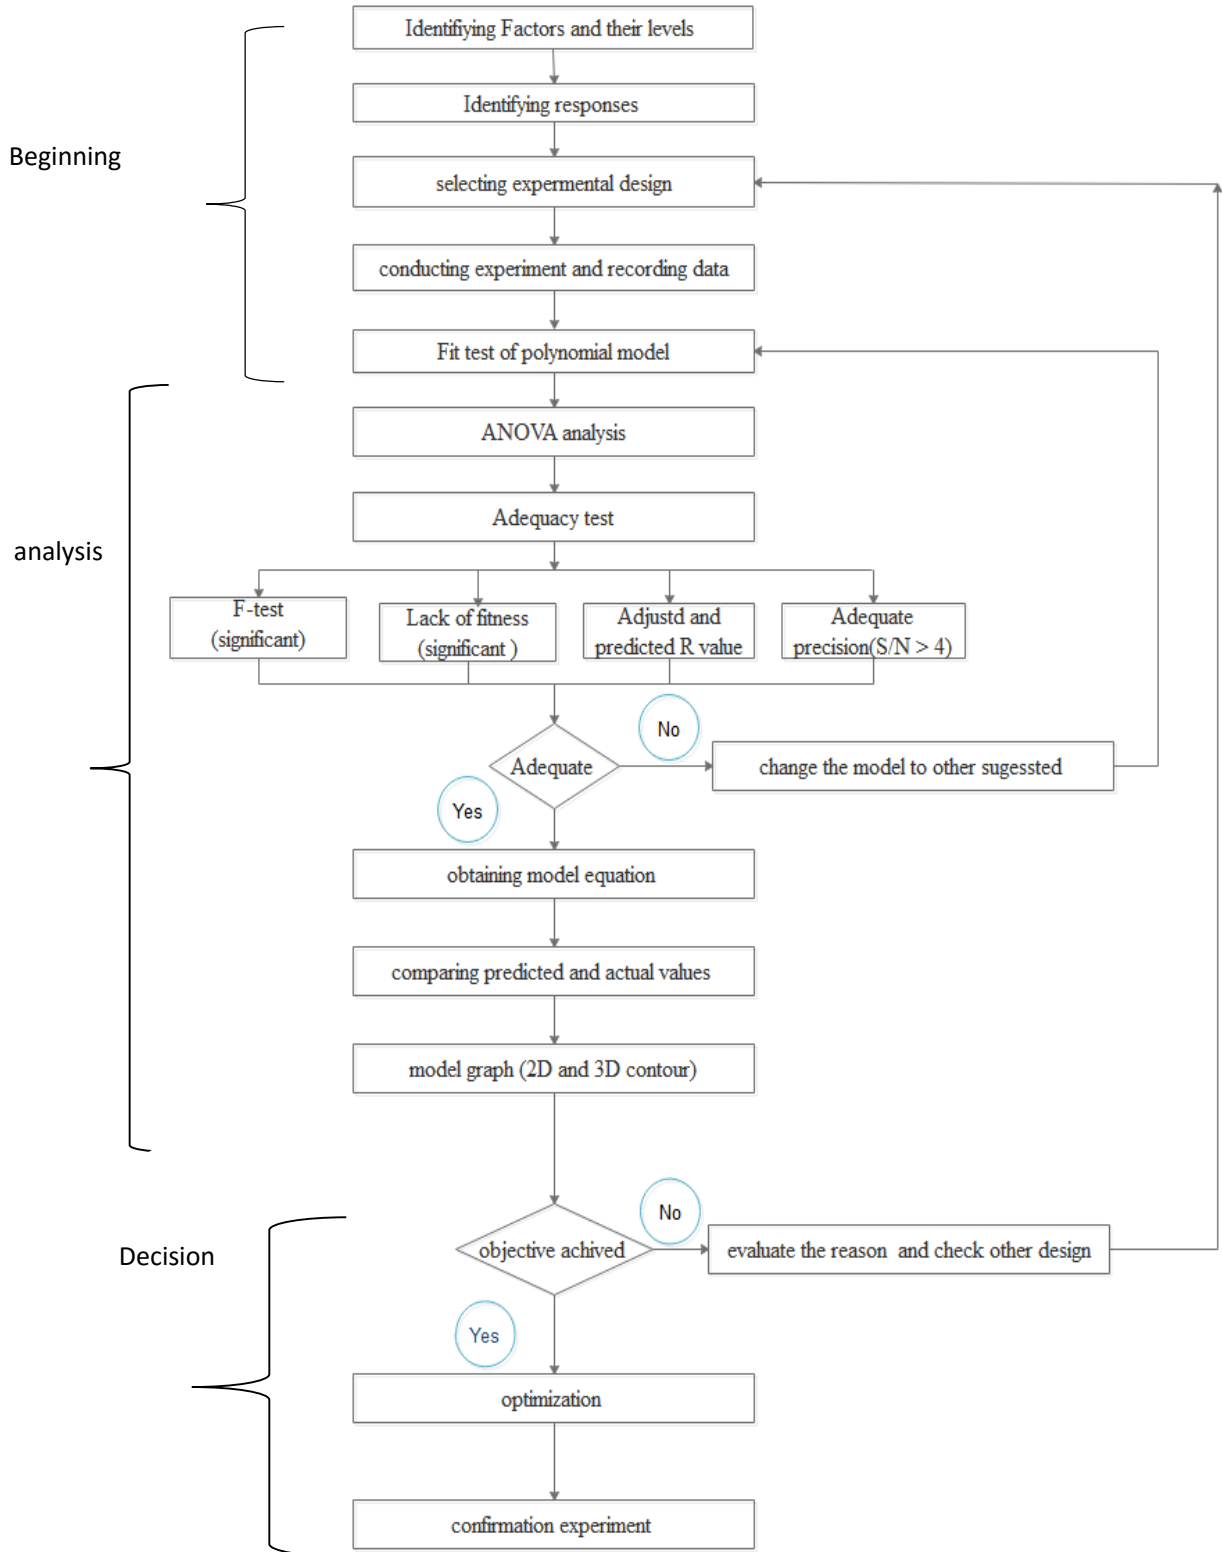 Identifiying Factors and their levels
Identifying responses
Beginning
selecting expermental design
conducting experiment and recording data
Fit test of polynomial model
ANOVA analysis
Adequacy test
analysis
F-test
(significant)
Lack of fitness
(significant )
Adjustd and
predicted R value
Adequate
precision(S/N > 4)
No
Adequate
change the model to other sugessted
Yes
obtaining model equation
comparing predicted and actual values
model graph (2D and 3D contour)
No
Decision
objective achived
evaluate the reason  and check other design
Yes
optimization
confirmation experiment